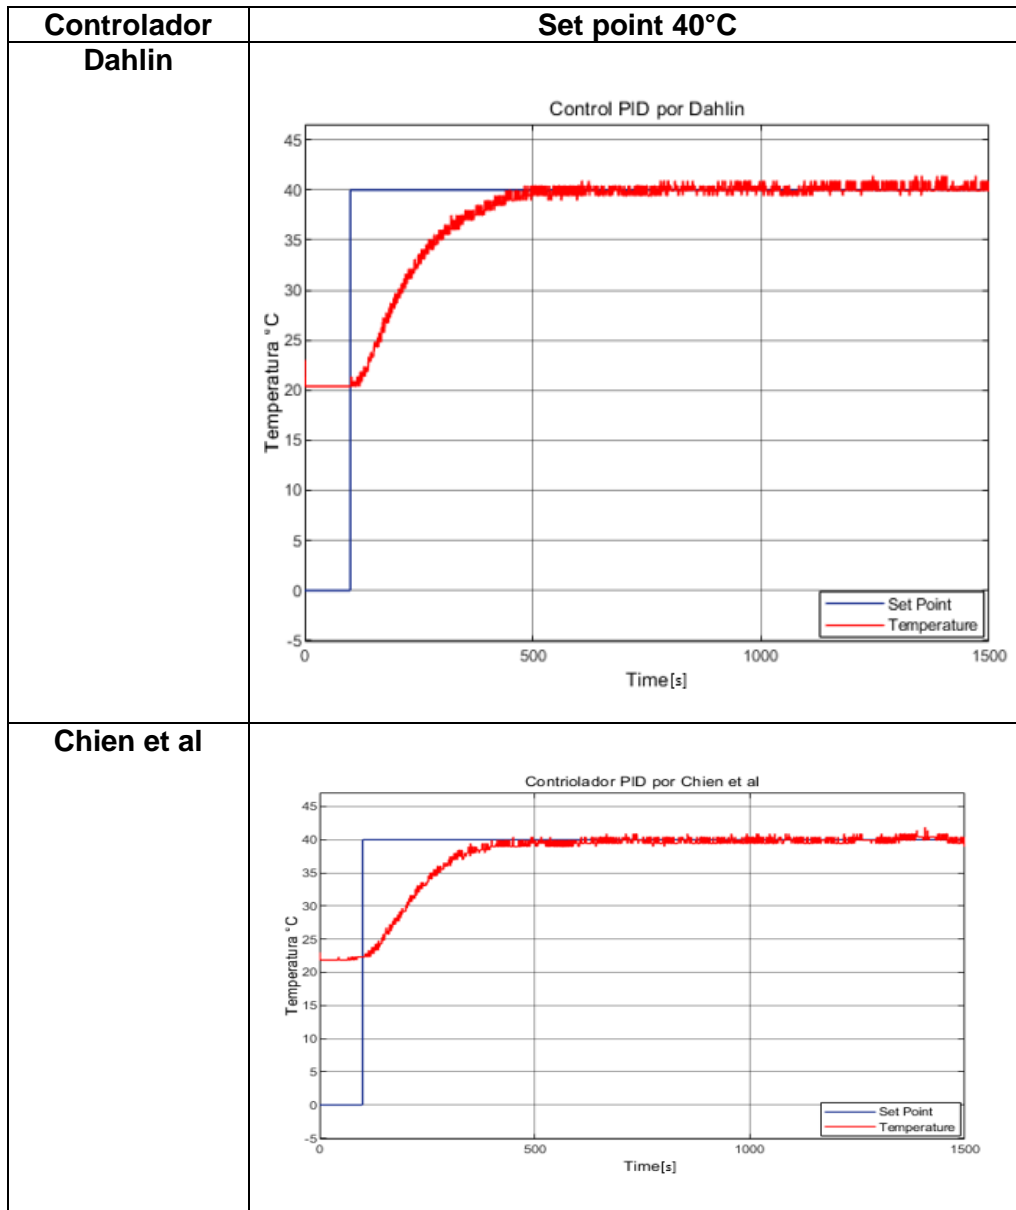 Controlador Set point 40°C
Dahlin
Control PID por Dahlin
45
40
35
30
25
20
15
10
5
0
-5
Temperatura °C
0 500 1000 1500
Time[s]
Set Point
Temperature
Chien et al
Contriolador PID por Chien et al
45
40
35
30
25
20
15
10
5
0
-5
Temperatura °C
0 500 1000 1500
Time[s]
Set Point
Temperature